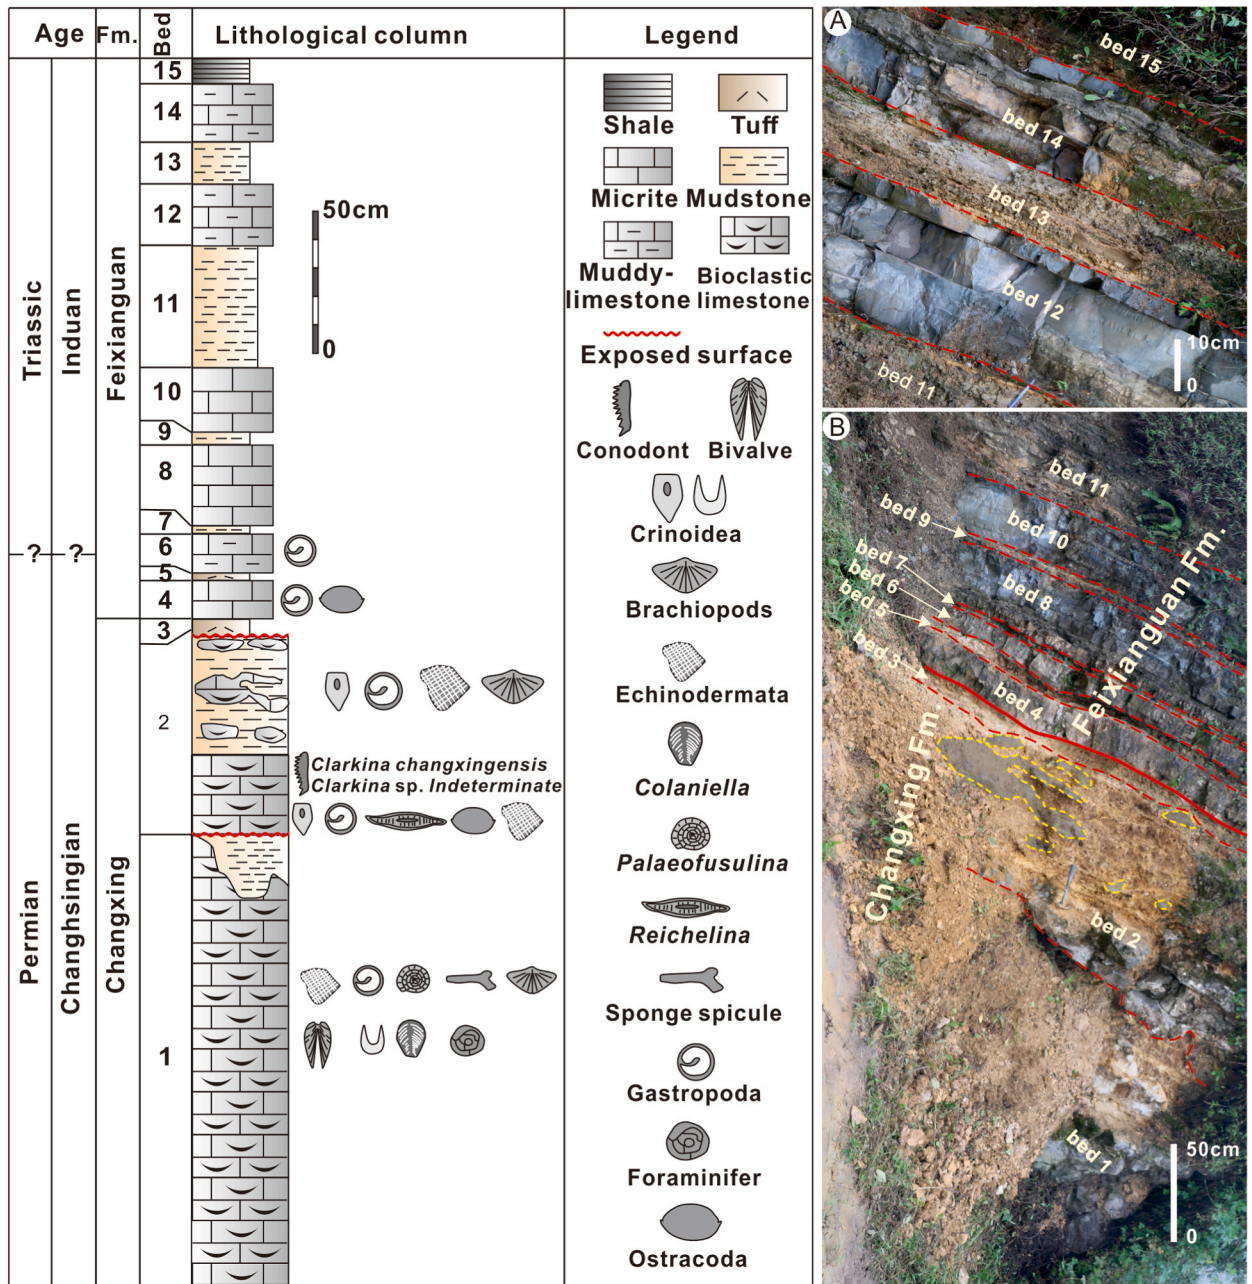 Age
Fm.
Bed
Lithological column
Legend
Triassic
Induan
Feixianguan
Permian
Changhsingian
Changxing
?
?
15
14
13
12
11
10
9
8
7
6
5
4
3
2
1
50cm
0
Clarkina changxingensis
Clarkina sp. Indeterminate
Shale
Tuff
Micrite
Mudstone
Muddy-
limestone
Bioclastic
limestone
Exposed surface
Conodont
Bivalve
Crinoidea
Brachiopods
Echinodermata
Colaniella
Palaeofusulina
Reichelina
Sponge spicule
Gastropoda
Foraminifer
Ostracoda
A
bed 15
bed 14
bed 13
bed 12
bed 11
10cm
0
B
bed 11
bed 10
bed 9
bed 8
bed 7
bed 6
bed 5
bed 4
bed 3
bed 2
bed 1
Feixianguan Fm.
Changxing Fm.
50cm
0